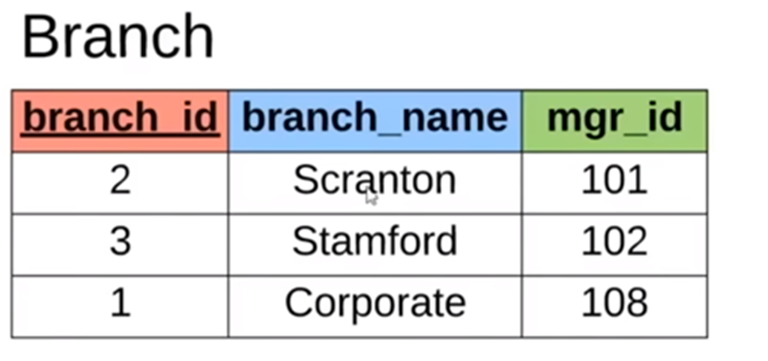 Branch
branch_id branch_name mgr_id
2 Scranton 101
3 Stamford 102
1 Corporate 108